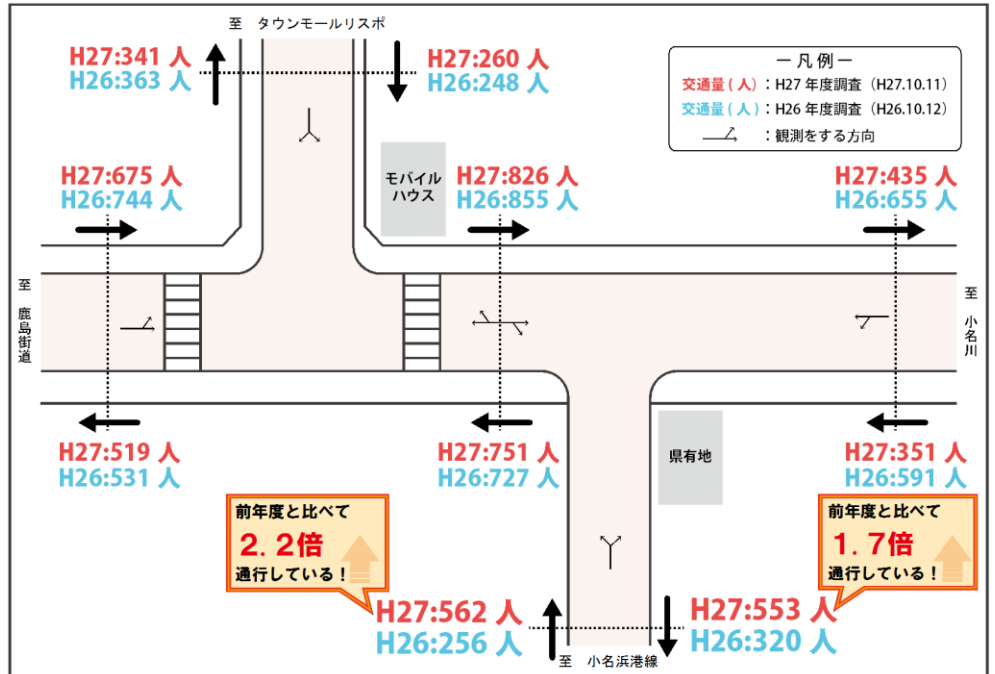 至 タウンモールリスポ
H27:341 人
H26:363 人
H27:260 人
H26:248 人
ー 凡 例 ー
交通量(人):H27 年度調査(H27.10.11)
交通量(人):H26 年度調査(H26.10.12)
:観測をする方向
H27:675 人
H26:744 人
モバイル
ハウス
H27:826 人
H26:855 人
H27:435 人
H26:655 人
至 鹿島街道
至 小名川
H27:519 人
H26:531 人
H27:751 人
H26:727 人
県有地
H27:351 人
H26:591 人
前年度と比べて
2.2倍
通行している!
前年度と比べて
1.7倍
通行している!
H27:562 人
H26:256 人
H27:553 人
H26:320 人
至 小名浜港線